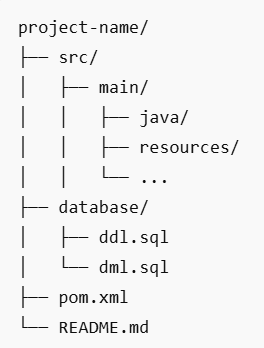 project-name/
├── src/
│   ├── main/
│   │   ├── java/
│   │   ├── resources/
│   │   └── ...
├── database/
│   ├── ddl.sql
│   └── dml.sql
├── pom.xml
└── README.md